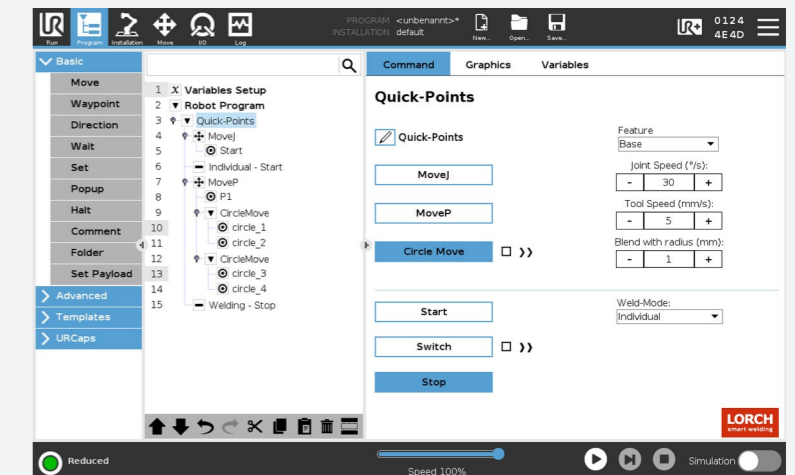 UR
Run
Program
Installation
Move
I/O
Log
PROGRAM <unbenannt>*
INSTALLATION default
New...
Open...
Save...
UR+
0124
4E4D
Basic
Move
Waypoint
Direction
Wait
Set
Popup
Halt
Comment
Folder
Set Payload
Advanced
Templates
URCaps
1 X Variables Setup
2 Robot Program
3 Quick-Points
4 MoveJ
5 Start
6 Individual - Start
7 MoveP
8 P1
9 CircleMove
10 circle_1
11 circle_2
12 CircleMove
13 circle_3
14 circle_4
15 Welding - Stop
Command Graphics Variables
Quick-Points
Quick-Points
MoveJ
MoveP
Circle Move
Start
Switch
Stop
Feature
Base
Joint Speed (°/s):
- 30 +
Tool Speed (mm/s):
- 5 +
Blend with radius (mm):
- 1 +
Weld-Mode:
Individual
LORCH
smart welding
Reduced
Speed 100%
Simulation